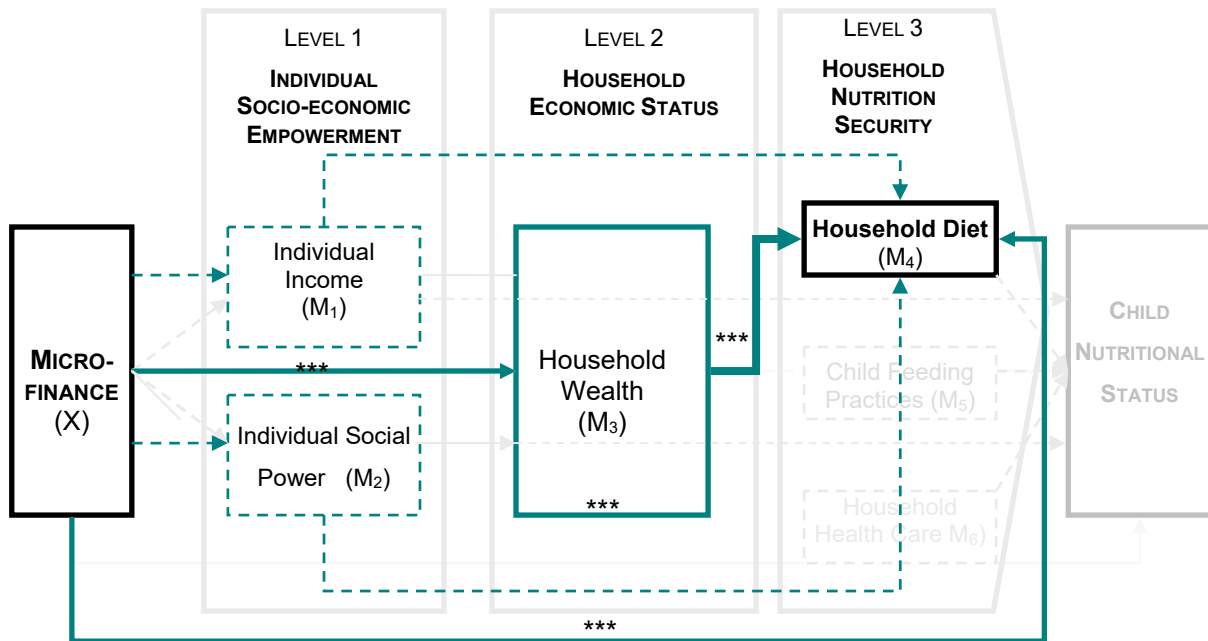 LEVEL 1
INDIVIDUAL
SOCIO-ECONOMIC
EMPOWERMENT
LEVEL 2
HOUSEHOLD
ECONOMIC STATUS
LEVEL 3
HOUSEHOLD
NUTRITION
SECURITY
MICRO-
FINANCE
(X)
Individual
Income
(M1)
***
Individual Social
Power (M2)
Household
Wealth
(M3)
***
***
Household Diet
(M4)
Child Feeding
Practices (M5)
Household
Health Care M6)
CHILD
NUTRITIONAL
STATUS
***